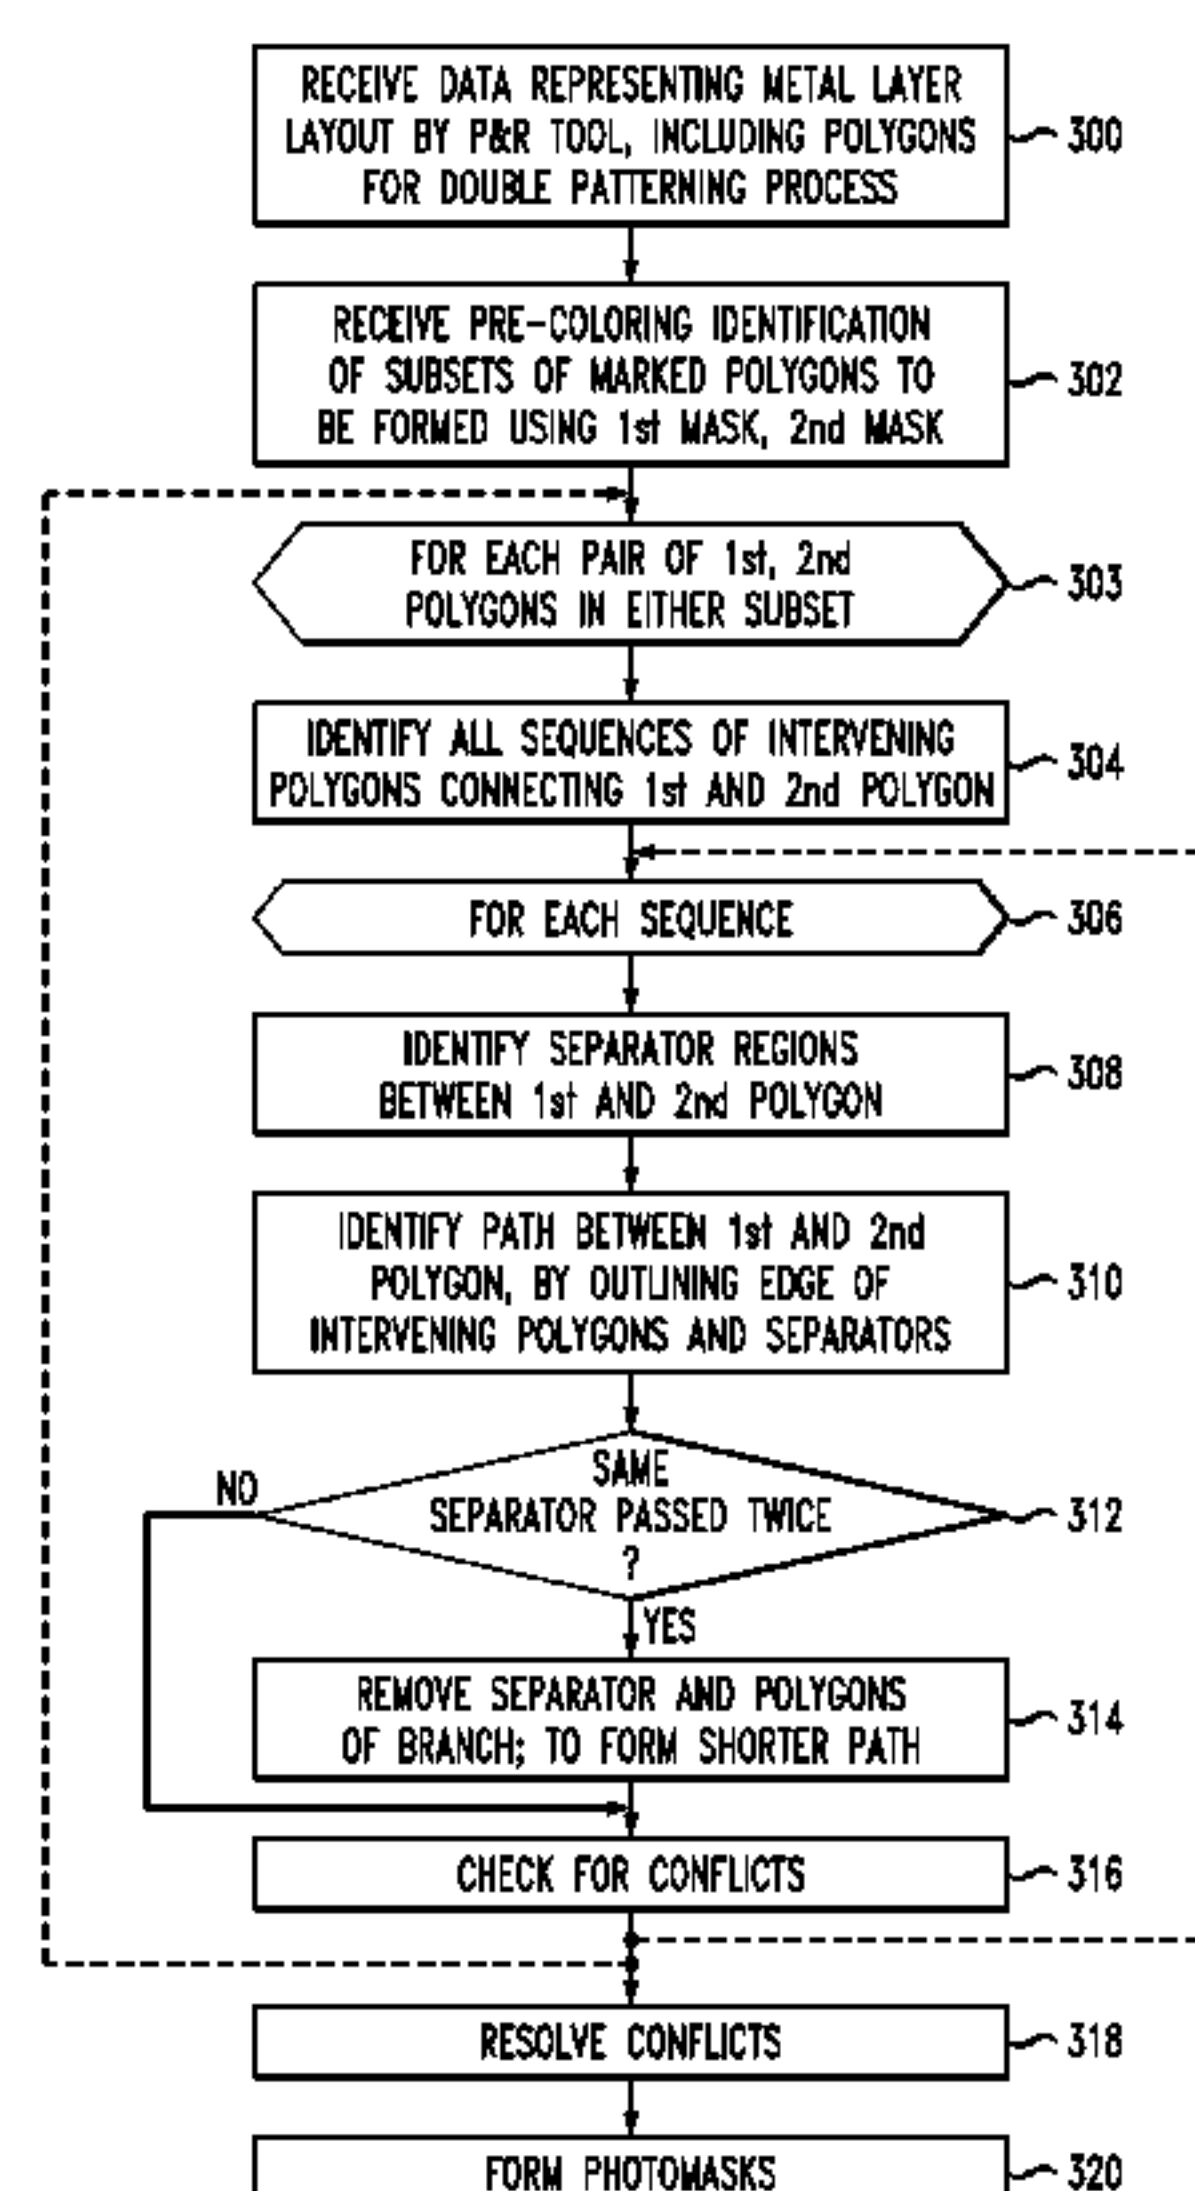 RECEIVE DATA REPRESENTING METAL LAYER
LAYOUT BY P&R TOOL, INCLUDING POLYGONS
FOR DOUBLE PATTERNING PROCESS
300
RECEIVE PRE-COLORING IDENTIFICATION
OF SUBSETS OF MARKED POLYGONS TO
BE FORMED USING 1st MASK, 2nd MASK
302
FOR EACH PAIR OF 1st, 2nd
POLYGONS IN EITHER SUBSET
303
IDENTIFY ALL SEQUENCES OF INTERVENING
POLYGONS CONNECTING 1st AND 2nd POLYGON
304
FOR EACH SEQUENCE
306
IDENTIFY SEPARATOR REGIONS
BETWEEN 1st AND 2nd POLYGON
308
IDENTIFY PATH BETWEEN 1st AND 2nd
POLYGON, BY OUTLINING EDGE OF
INTERVENING POLYGONS AND SEPARATORS
310
SAME
SEPARATOR PASSED TWICE
?
312
NO
YES
REMOVE SEPARATOR AND POLYGONS
OF BRANCH; TO FORM SHORTER PATH
314
CHECK FOR CONFLICTS
316
RESOLVE CONFLICTS
318
FORM PHOTOMASKS
320